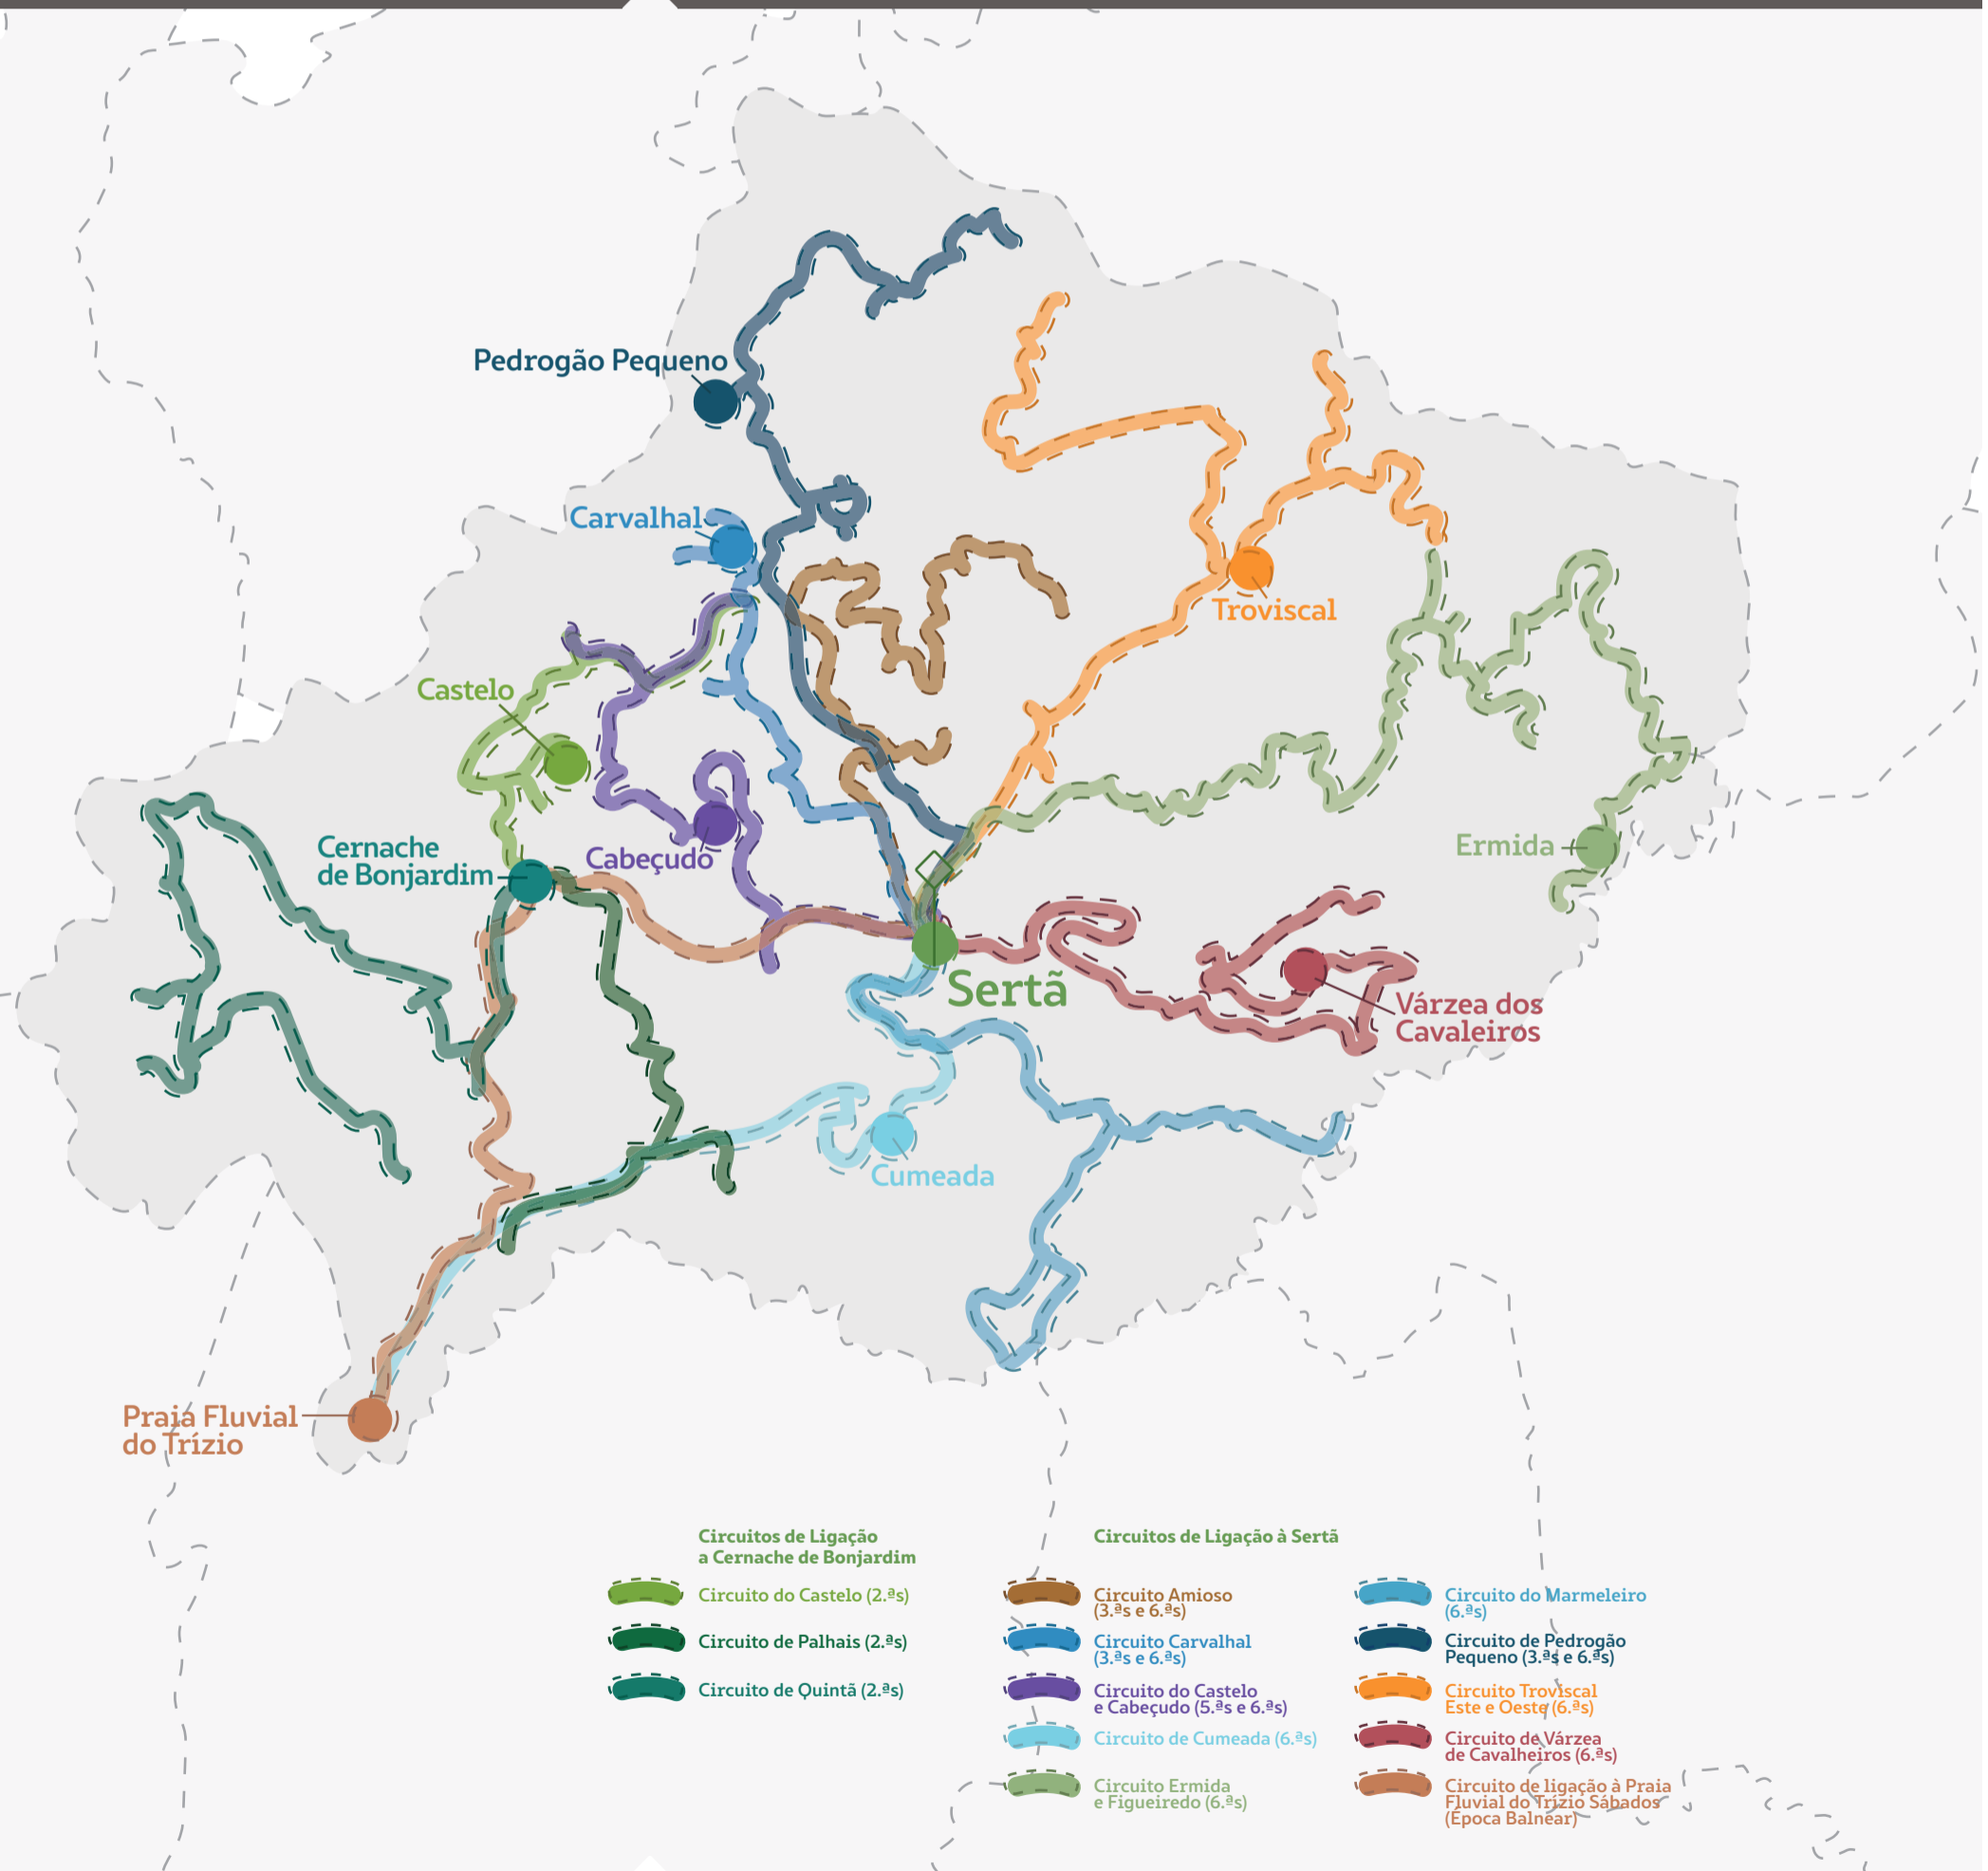 Pedrogão Pequeno
Carvalhal
Troviscal
Castelo
Cernache
de Bonjardim
Cabeçudo
Ermida
Sertã
Várzea dos
Cavaleiros
Cumeada
Praia Fluvial
do Trízio
Circuitos de Ligação
a Cernache de Bonjardim
Circuito do Castelo (2.ªs)
Circuito de Palhais (2.ªs)
Circuito de Quintã (2.ªs)
Circuitos de Ligação à Sertã
Circuito Amioso
(3.ªs e 6.ªs)
Circuito Carvalhal
(3.ªs e 6.ªs)
Circuito do Castelo
e Cabeçudo (5.ªs e 6.ªs)
Circuito de Cumeada (6.ªs)
Circuito Ermida
e Figueiredo (6.ªs)
Circuito do Marmeleiro
(6.ªs)
Circuito de Pedrogão
Pequeno (3.ªs e 6.ªs)
Circuito Troviscal
Este e Oeste (6.ªs)
Circuito de Várzea
de Cavalheiros (6.ªs)
Circuito de ligação à Praia
Fluvial do Trízio Sábados
(Época Balnear)